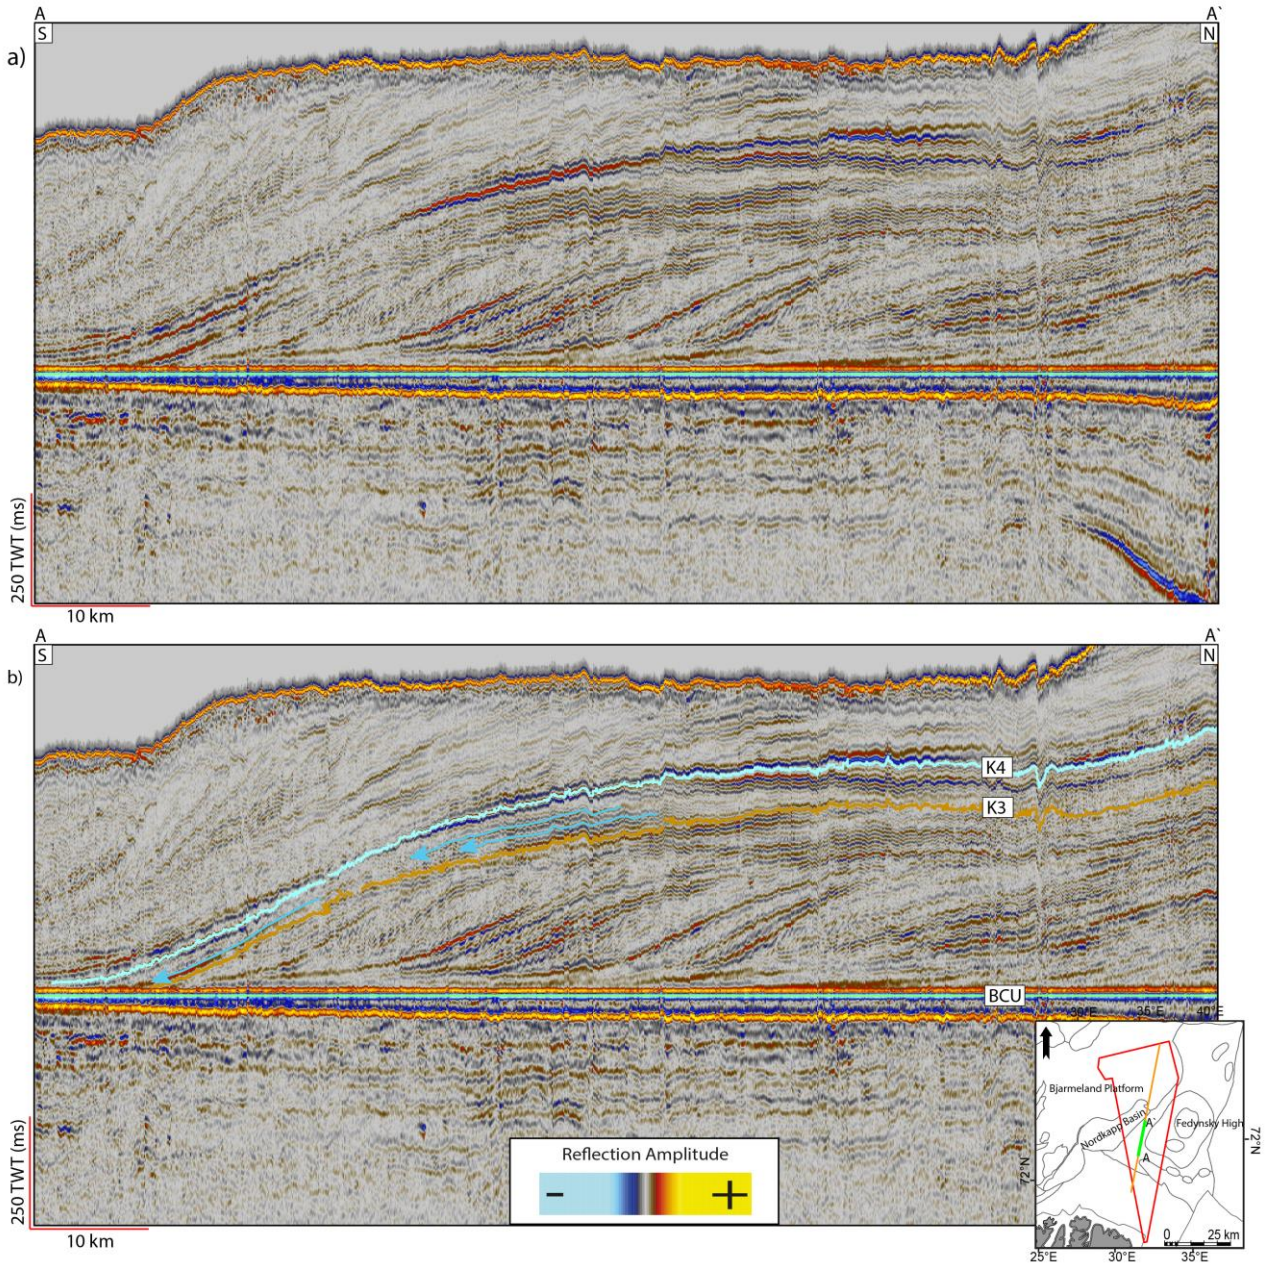 A
A`
S
N
a)
250 TWT (ms)
10 km
A
A`
S
N
b)
K4
K3
BCU
30°E
35°E
40°E
Bjarmeland Platform
Nordkapp Basin
A`
Fedynsky High
A
72°N
72°N
0
25 km
25°E
30°E
35°E
Reflection Amplitude
-
+
250 TWT (ms)
10 km